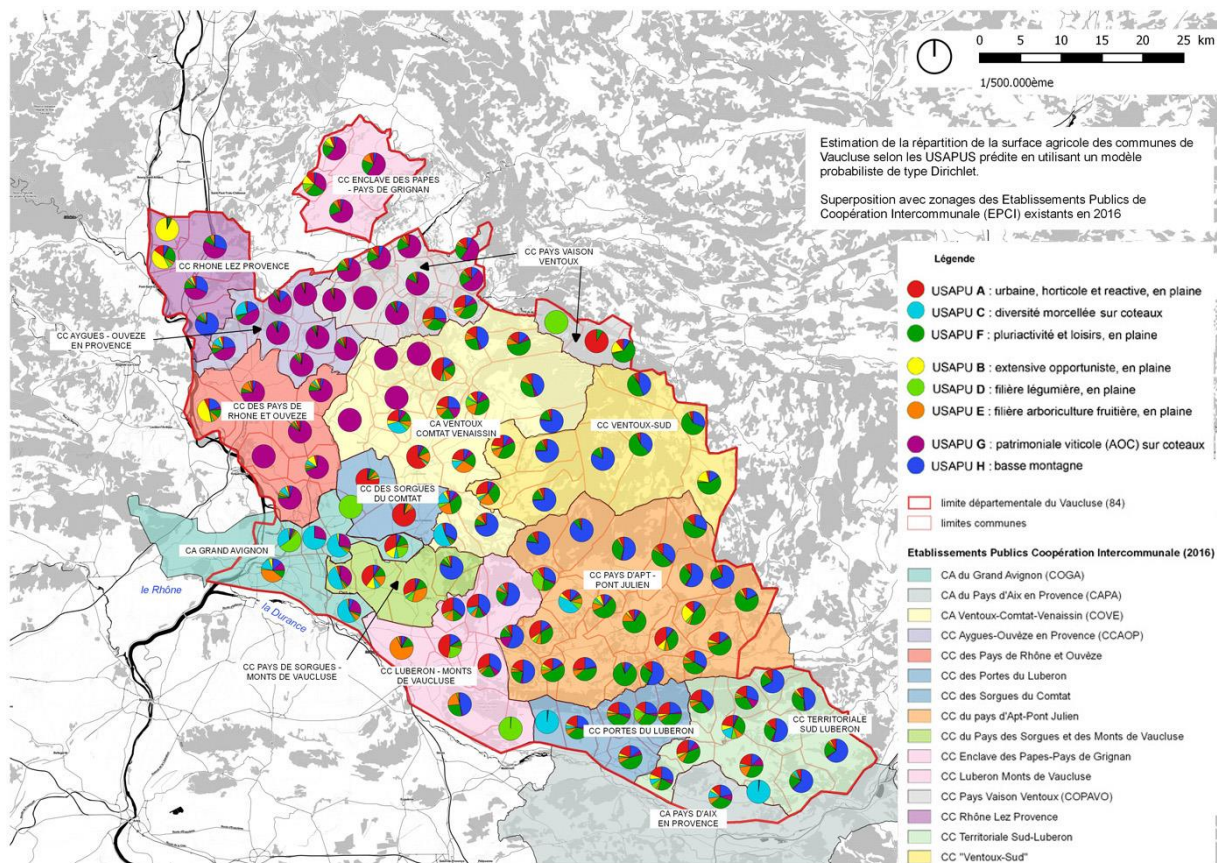 0 5 10 15 20 25 km
1/500.000ème
Estimation de la répartition de la surface agricole des communes de
Vaucluse selon les USAPUS prédite en utilisant un modèle
probabiliste de type Dirichlet.
Superposition avec zonages des Etablissements Publics de
Coopération Intercommunale (EPCI) existants en 2016
Légende
USAPU A : urbaine, horticole et reactive, en plaine
USAPU C : diversité morcellée sur coteaux
USAPU F : pluriactivité et loisirs, en plaine
USAPU B : extensive opportuniste, en plaine
USAPU D : filière légumière, en plaine
USAPU E : filière arboriculture fruitière, en plaine
USAPU G : patrimoniale viticole (AOC) sur coteaux
USAPU H : basse montagne
limite départementale du Vaucluse (84)
limites communes
Etablissements Publics Coopération Intercommunale (2016)
CA du Grand Avignon (COGA)
CA du Pays d'Aix en Provence (CAPA)
CA Ventoux-Comtat-Venaissin (COVE)
CC Aygues-Ouvèze en Provence (CCAOP)
CC des Pays de Rhône et Ouvèze
CC des Portes du Luberon
CC des Sorgues du Comtat
CC du pays d'Apt-Pont Julien
CC du Pays des Sorgues et des Monts de Vaucluse
CC Enclave des Papes-Pays de Grignan
CC Luberon Monts de Vaucluse
CC Pays Vaison Ventoux (COPAVO)
CC Rhône Lez Provence
CC Territoriale Sud-Luberon
CC "Ventoux-Sud"
CC ENCLAVE DES PAPES
- PAYS DE GRIGNAN
CC RHONE LEZ PROVENCE
CC PAYS VAISON
VENTOUX
CC AYGUES - OUVEZE
EN PROVENCE
CC DES PAYS DE
RHONE ET OUVEZE
CA VENTOUX
COMTAT VENAISSIN
CC VENTOUX-SUD
CC DES SORGUES
DU COMTAT
CA GRAND AVIGNON
le Rhône
la Durance
CC PAYS D'APT -
PONT JULIEN
CC PAYS DE SORGUES -
MONTS DE VAUCLUSE
CC LUBERON - MONTS
DE VAUCLUSE
CC PORTES DU LUBERON
CC TERRITORIALE
SUD LUBERON
CA PAYS D'AIX
EN PROVENCE